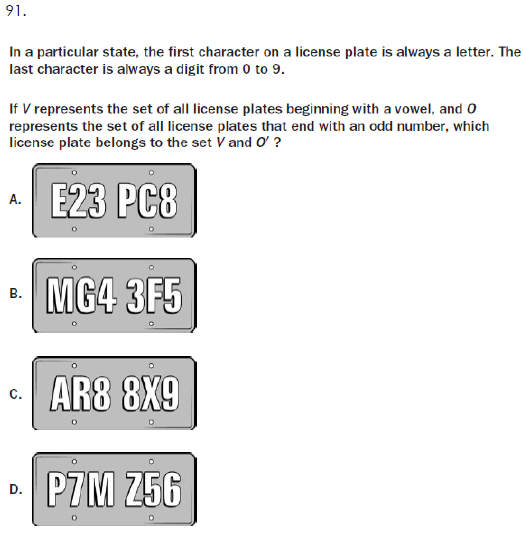 91.
In a particular state, the first character on a license plate is always a letter. The
last character is always a digit from 0 to 9.
If V represents the set of all license plates beginning with a vowel, and O
represents the set of all license plates that end with an odd number, which
license plate belongs to the set V and O′ ?
A. E23 PC8
B. MG4 3F5
C. AR8 8X9
D. P7M Z56